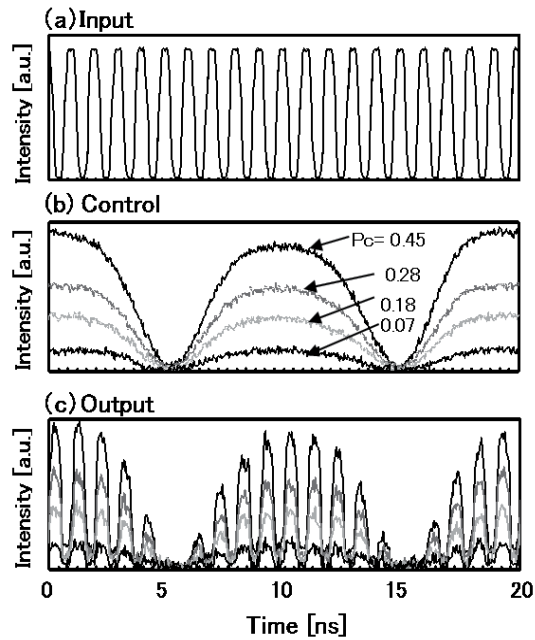 (a) Input
Intensity [a.u.]
(b) Control
Intensity [a.u.]
Pc= 0.45
0.28
0.18
0.07
(c) Output
Intensity [a.u.]
0 5 10 15 20
Time [ns]